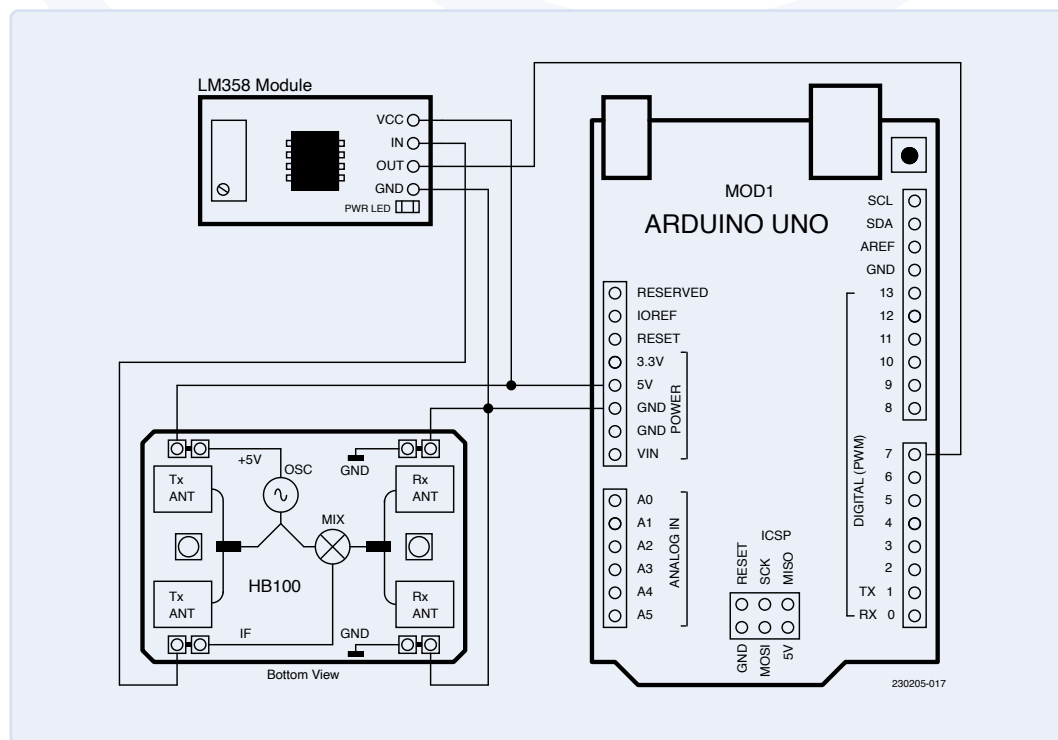 LM358 Module
VCC
IN
OUT
GND
PWR LED
MOD1
ARDUINO UNO
RESERVED
IOREF
RESET
3.3V
5V
GND
GND
VIN
POWER
A0
A1
A2
A3
A4
A5
ANALOG IN
SCL
SDA
AREF
GND
13
12
11
10
9
8
7
6
5
4
3
2
TX 1
RX 0
DIGITAL (PWM)
ICSP
RESET
SCK
MISO
GND
MOSI
5V
230205-017
+5V
OSC
GND
Tx
ANT
Rx
ANT
MIX
HB100
Tx
ANT
Rx
ANT
IF
GND
Bottom View